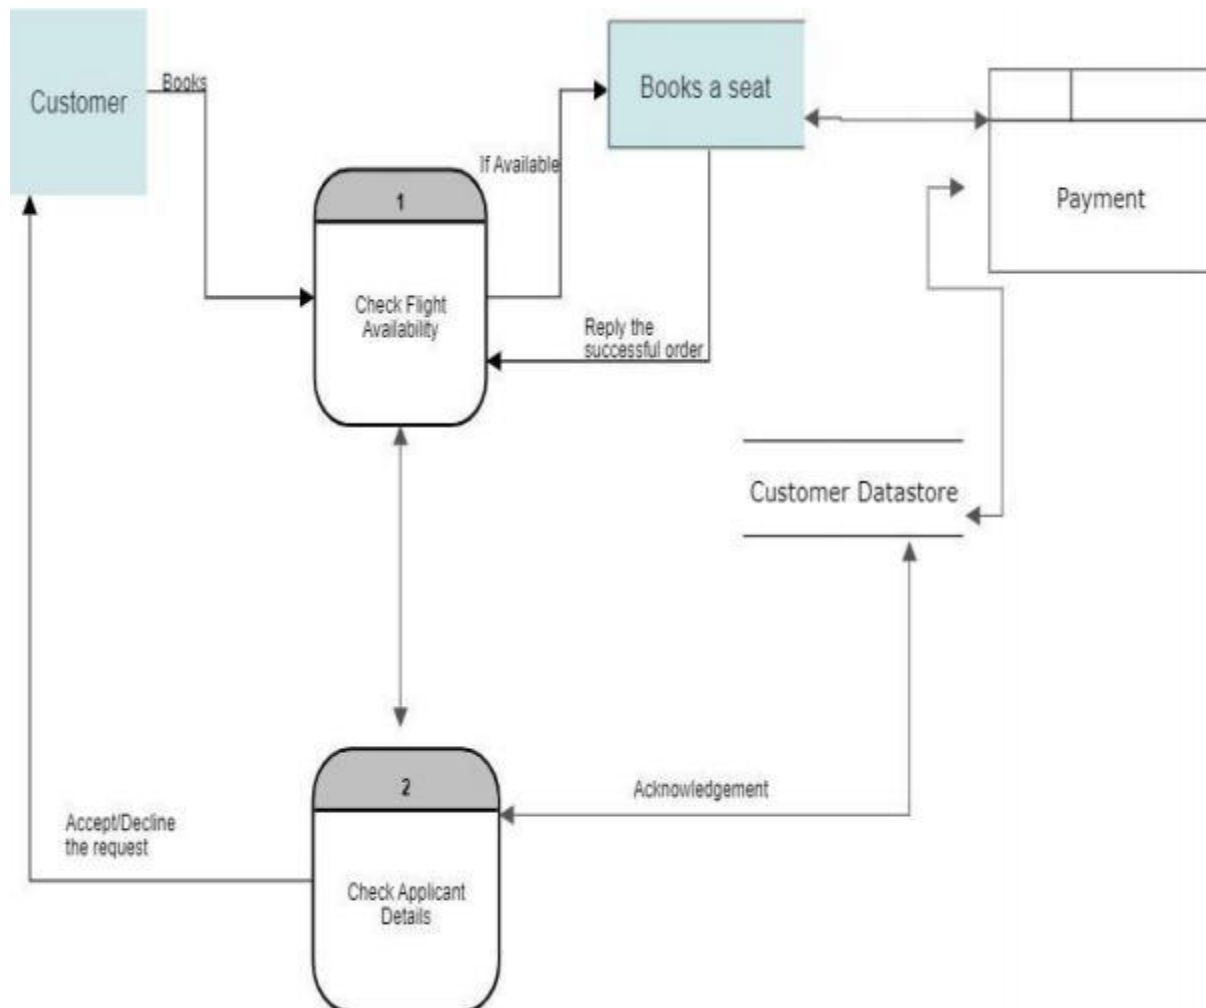 Customer
Books
Books a seat
If Available
1
Check Flight
Availability
Payment
Reply the
successful order
Customer Datastore
2
Acknowledgement
Accept/Decline
the request
Check Applicant
Details